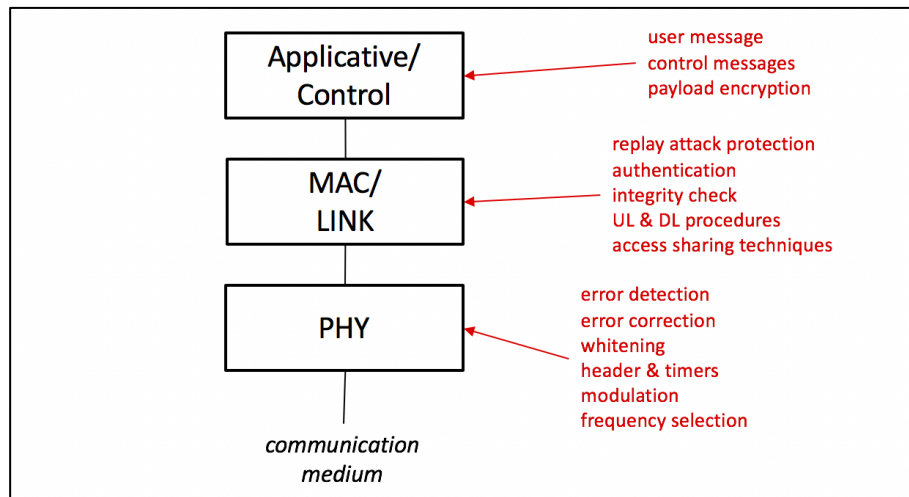 Applicative/
Control
user message
control messages
payload encryption
MAC/
LINK
replay attack protection
authentication
integrity check
UL & DL procedures
access sharing techniques
PHY
error detection
error correction
whitening
header & timers
modulation
frequency selection
communication
medium